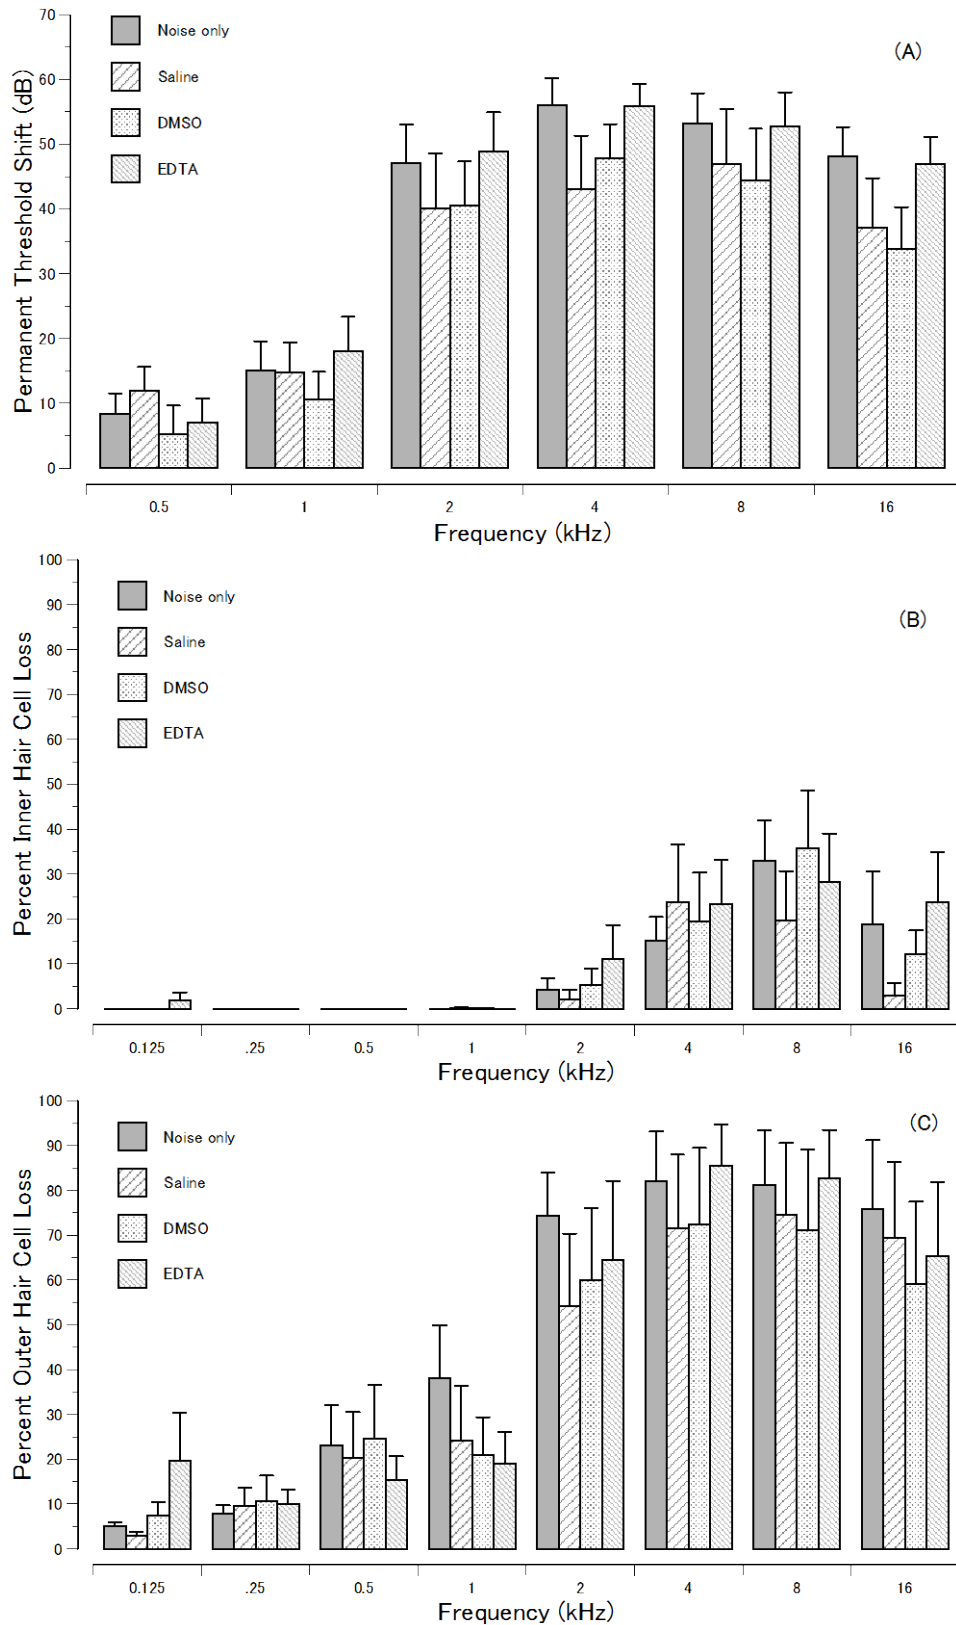 70
60
50
40
30
20
10
0
Permanent Threshold Shift (dB)
Noise only
Saline
DMSO
EDTA
(A)
0.5 1 2 4 8 16
Frequency (kHz)
100
90
80
70
60
50
40
30
20
10
0
Percent Inner Hair Cell Loss
Noise only
Saline
DMSO
EDTA
(B)
0.125 .25 0.5 1 2 4 8 16
Frequency (kHz)
100
90
80
70
60
50
40
30
20
10
0
Percent Outer Hair Cell Loss
Noise only
Saline
DMSO
EDTA
(C)
0.125 .25 0.5 1 2 4 8 16
Frequency (kHz)